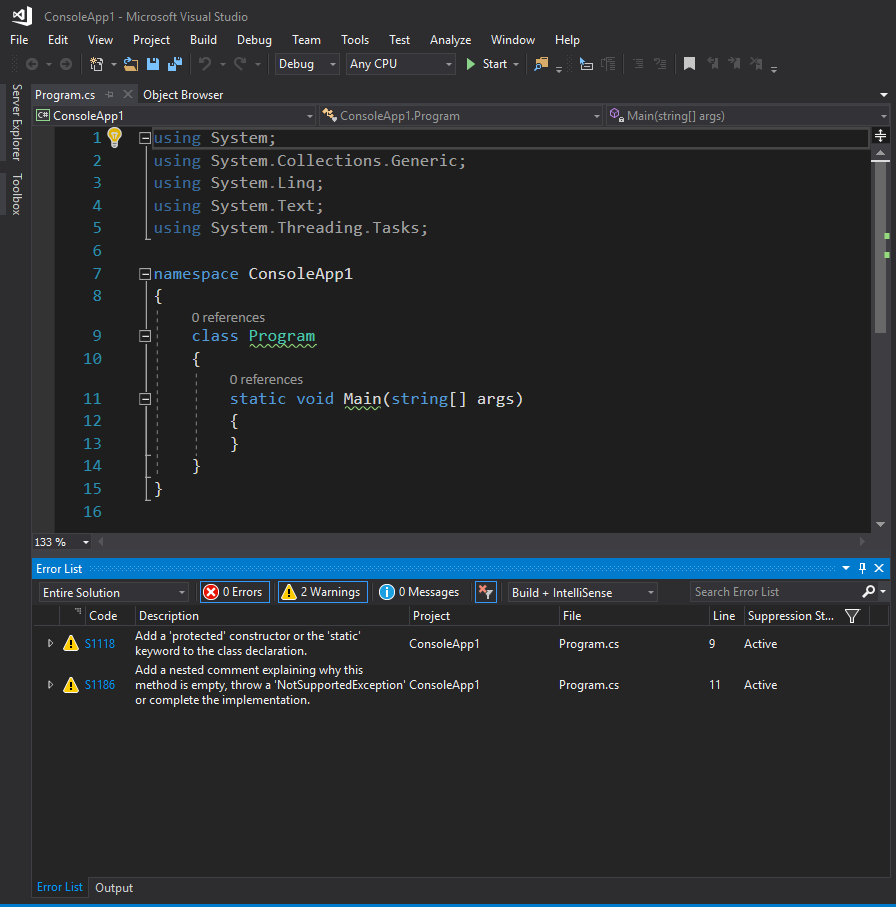 ConsoleApp1 - Microsoft Visual Studio
File Edit View Project Build Debug Team Tools Test Analyze Window Help
Debug Any CPU Start
Server Explorer
Toolbox
Program.cs Object Browser
C# ConsoleApp1 ConsoleApp1.Program Main(string[] args)
1 using System;
2 using System.Collections.Generic;
3 using System.Linq;
4 using System.Text;
5 using System.Threading.Tasks;
6
7 namespace ConsoleApp1
8 {
0 references
9 class Program
10 {
0 references
11 static void Main(string[] args)
12 {
13 }
14 }
15 }
16
133 %
Error List
Entire Solution 0 Errors 2 Warnings 0 Messages Build + IntelliSense Search Error List
Code Description Project File Line Suppression St...
S1118 Add a 'protected' constructor or the 'static' ConsoleApp1 Program.cs 9 Active
keyword to the class declaration.
Add a nested comment explaining why this
S1186 method is empty, throw a 'NotSupportedException' ConsoleApp1 Program.cs 11 Active
or complete the implementation.
Error List Output